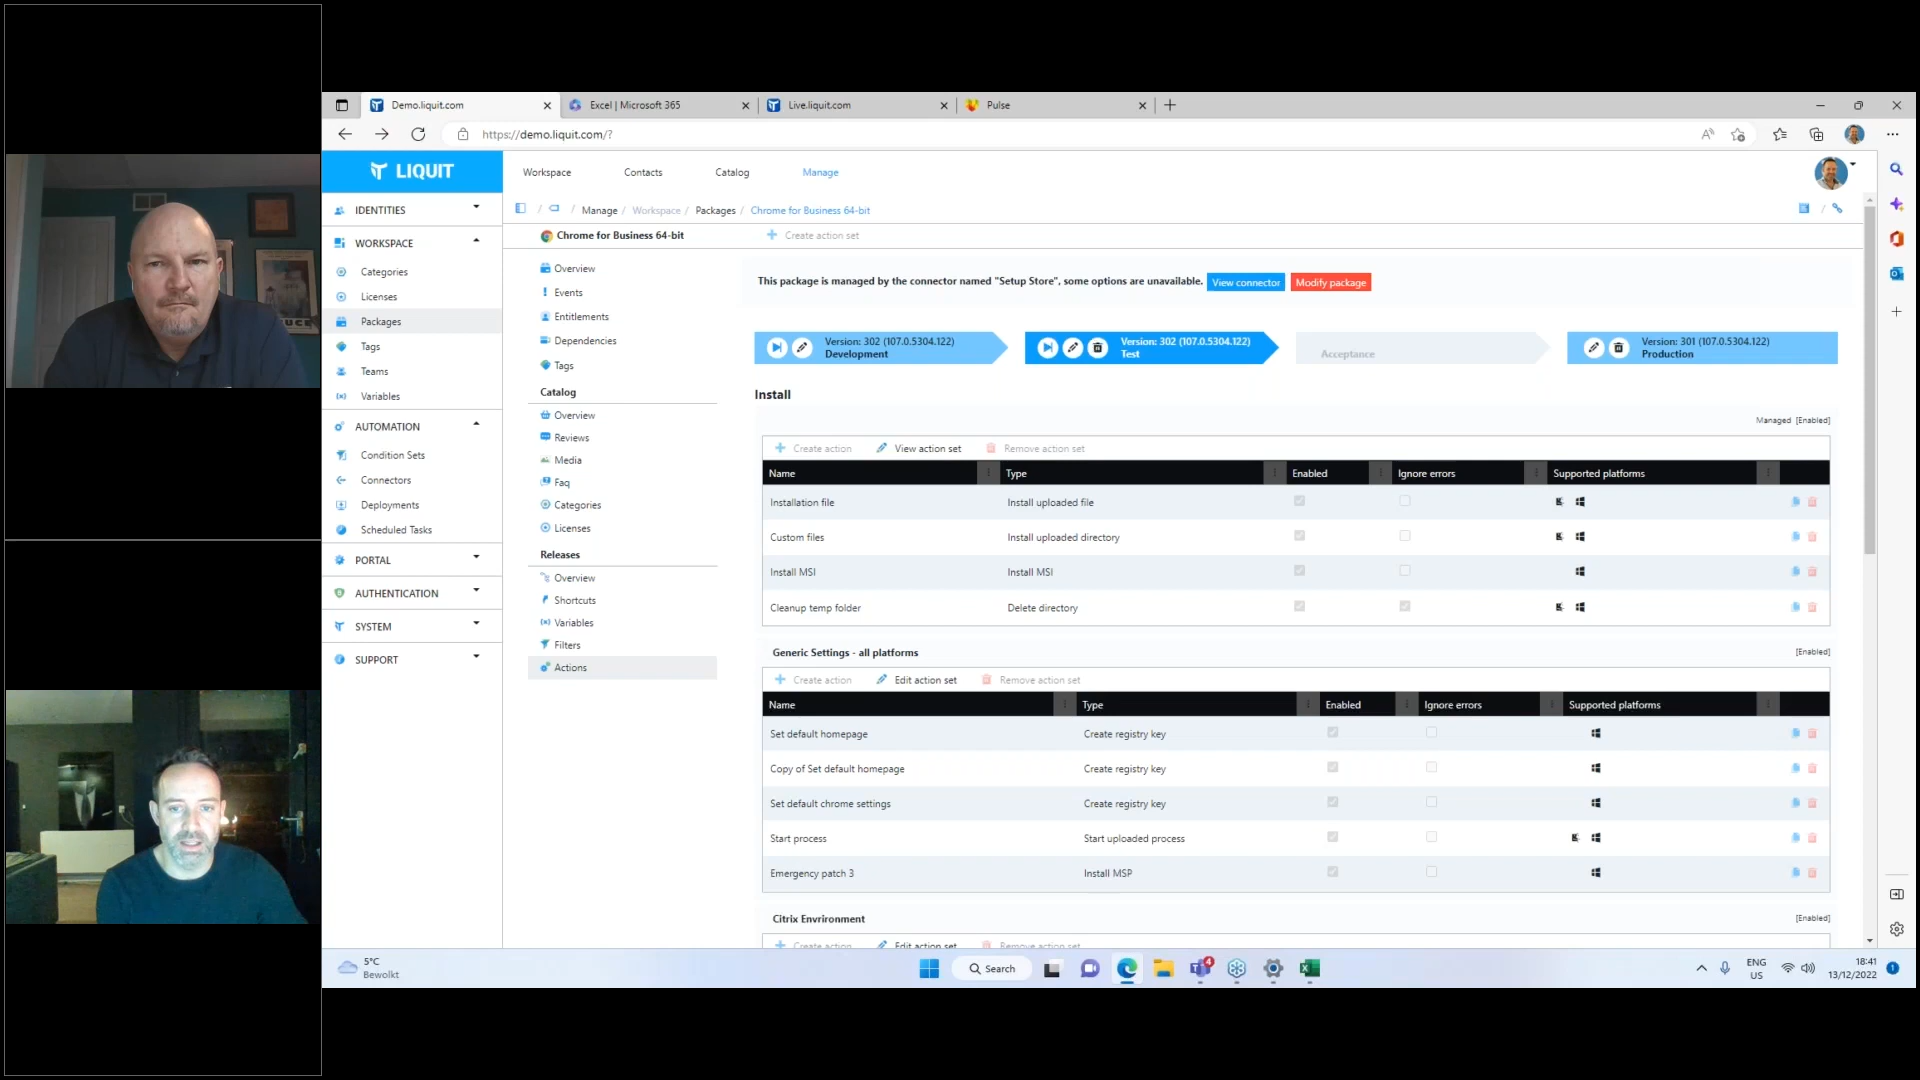 Demo.liquit.com
Excel | Microsoft 365
Live.liquit.com
Pulse
https://demo.liquit.com/?
LIQUIT
Workspace Contacts Catalog Manage
IDENTITIES
WORKSPACE
Categories
Licenses
Packages
Tags
Teams
Variables
AUTOMATION
Condition Sets
Connectors
Deployments
Scheduled Tasks
PORTAL
AUTHENTICATION
SYSTEM
SUPPORT
/ / Manage / Workspace / Packages / Chrome for Business 64-bit
/
Chrome for Business 64-bit
Create action set
Overview
Events
Entitlements
Dependencies
Tags
Catalog
Overview
Reviews
Media
Faq
Categories
Licenses
Releases
Overview
Shortcuts
Variables
Filters
Actions
This package is managed by the connector named "Setup Store", some options are unavailable. View connector Modify package
Version: 302 (107.0.5304.122)
Development
Version: 302 (107.0.5304.122)
Test
Acceptance
Version: 301 (107.0.5304.122)
Production
Install
Managed [Enabled]
Create action View action set Remove action set
Name Type Enabled Ignore errors Supported platforms
Installation file Install uploaded file
Custom files Install uploaded directory
Install MSI Install MSI
Cleanup temp folder Delete directory
Generic Settings - all platforms [Enabled]
Create action Edit action set Remove action set
Name Type Enabled Ignore errors Supported platforms
Set default homepage Create registry key
Copy of Set default homepage Create registry key
Set default chrome settings Create registry key
Start process Start uploaded process
Emergency patch 3 Install MSP
Citrix Envrironment [Enabled]
Create action Edit action set Remove action set
5°C
Bewolkt
Search
4
ENG
US
18:41
13/12/2022
1
UCE